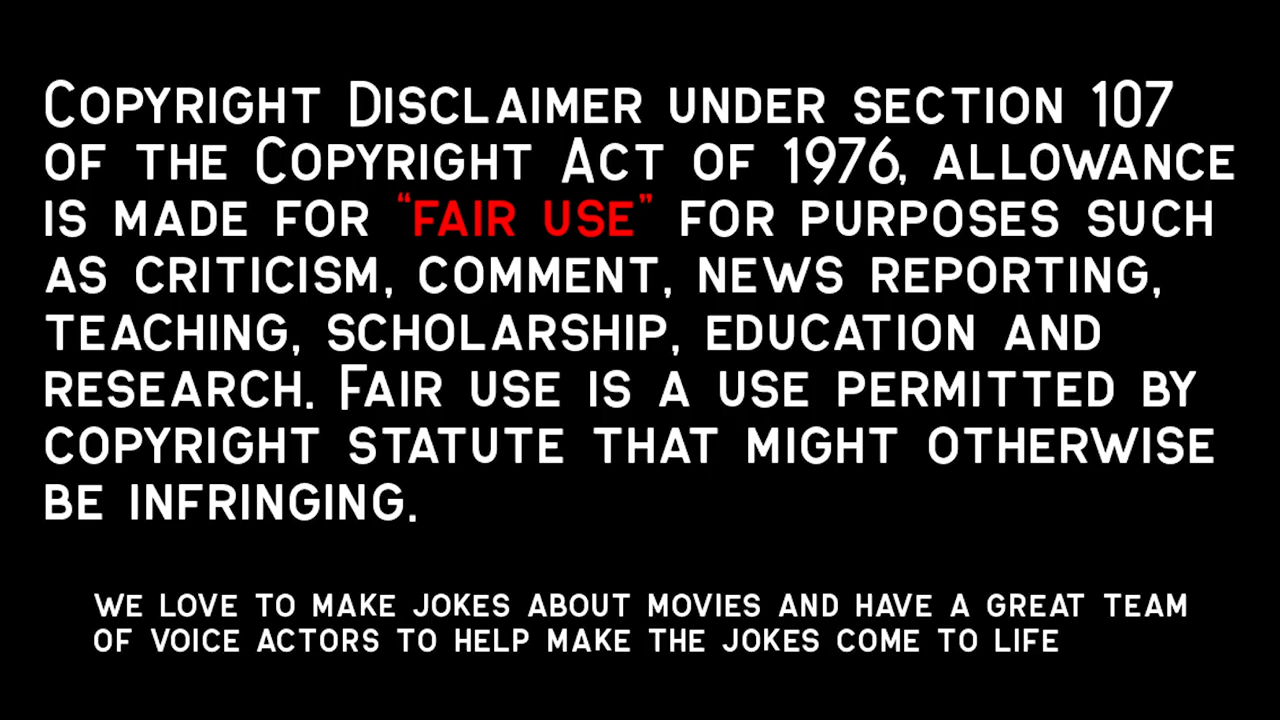 Copyright Disclaimer under section 107
of the Copyright Act of 1976, allowance
is made for “fair use” for purposes such
as criticism, comment, news reporting,
teaching, scholarship, education and
research. Fair use is a use permitted by
copyright statute that might otherwise
be infringing.
we love to make jokes about movies and have a great team
of voice actors to help make the jokes come to life